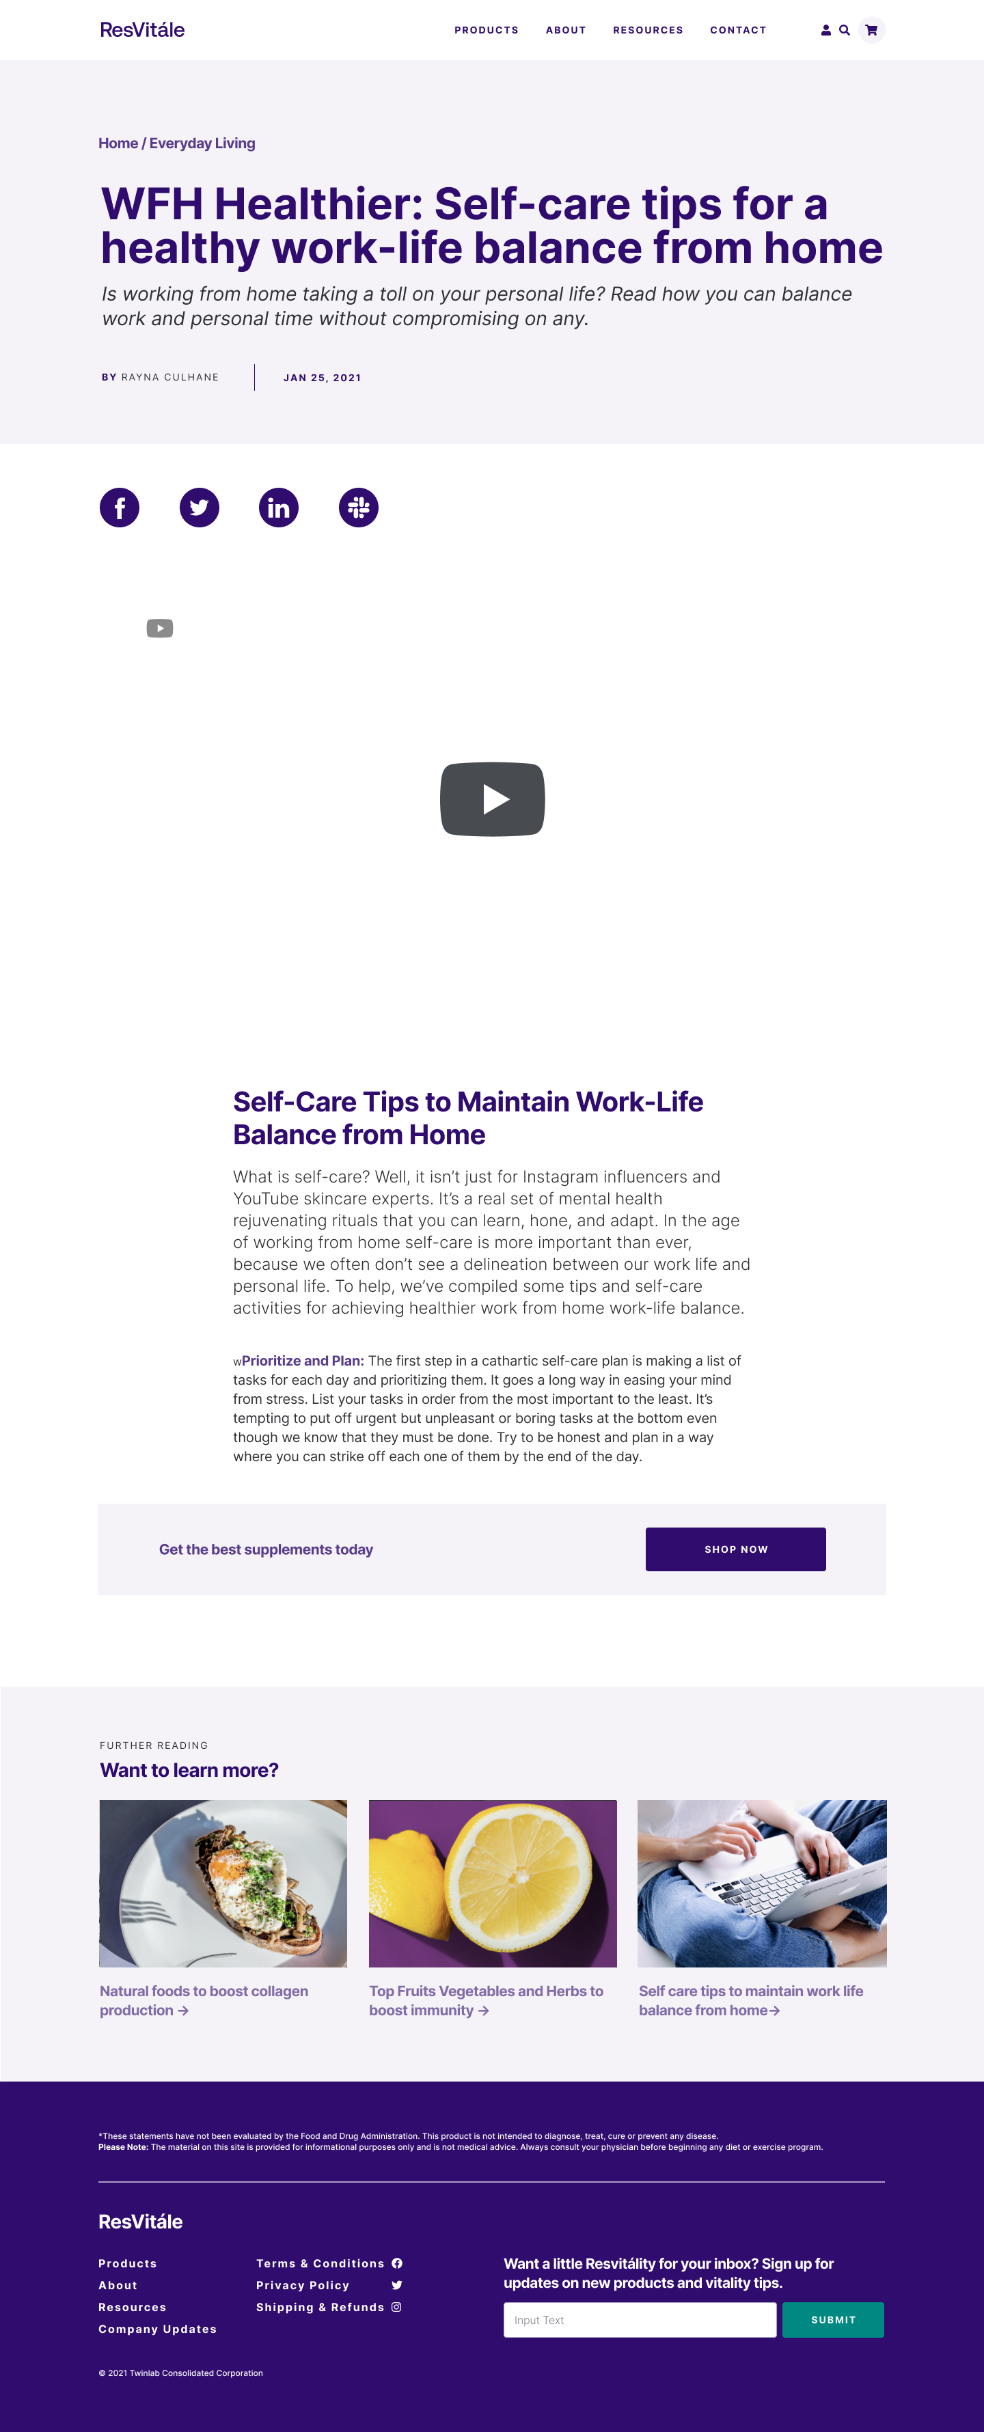 ResVitále
PRODUCTS ABOUT RESOURCES CONTACT
Home / Everyday Living
WFH Healthier: Self-care tips for a
healthy work-life balance from home
Is working from home taking a toll on your personal life? Read how you can balance
work and personal time without compromising on any.
BY RAYNA CULHANE
JAN 25, 2021
Self-Care Tips to Maintain Work-Life
Balance from Home
What is self-care? Well, it isn’t just for Instagram influencers and
YouTube skincare experts. It’s a real set of mental health
rejuvenating rituals that you can learn, hone, and adapt. In the age
of working from home self-care is more important than ever,
because we often don’t see a delineation between our work life and
personal life. To help, we’ve compiled some tips and self-care
activities for achieving healthier work from home work-life balance.
wPrioritize and Plan: The first step in a cathartic self-care plan is making a list of
tasks for each day and prioritizing them. It goes a long way in easing your mind
from stress. List your tasks in order from the most important to the least. It’s
tempting to put off urgent but unpleasant or boring tasks at the bottom even
though we know that they must be done. Try to be honest and plan in a way
where you can strike off each one of them by the end of the day.
Get the best supplements today
SHOP NOW
FURTHER READING
Want to learn more?
Natural foods to boost collagen
production →
Top Fruits Vegetables and Herbs to
boost immunity →
Self care tips to maintain work life
balance from home→
*These statements have not been evaluated by the Food and Drug Administration. This product is not intended to diagnose, treat, cure or prevent any disease.
Please Note: The material on this site is provided for informational purposes only and is not medical advice. Always consult your physician before beginning any diet or exercise program.
ResVitále
Products
About
Resources
Company Updates
Terms & Conditions
Privacy Policy
Shipping & Refunds
Want a little Resvitálity for your inbox? Sign up for
updates on new products and vitality tips.
Input Text
SUBMIT
© 2021 Twinlab Consolidated Corporation